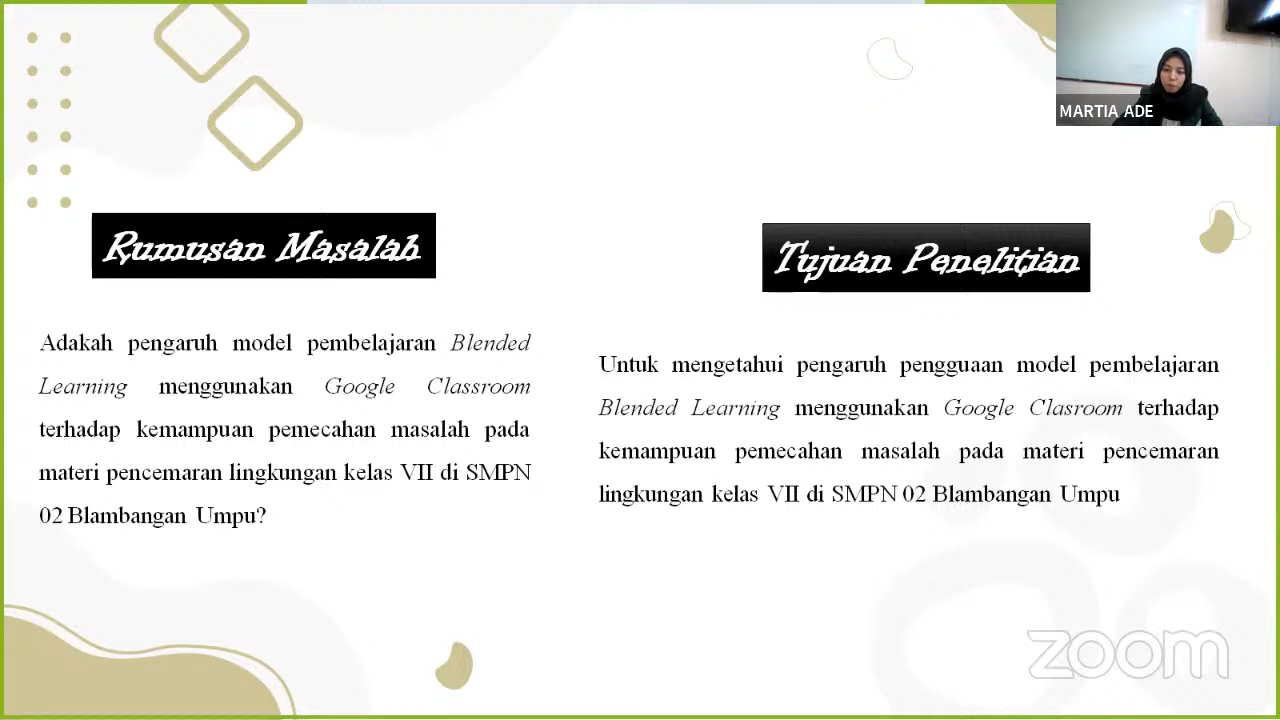 MARTIA ADE
Rumusan Masalah
Adakah pengaruh model pembelajaran Blended
Learning menggunakan Google Classroom
terhadap kemampuan pemecahan masalah pada
materi pencemaran lingkungan kelas VII di SMPN
02 Blambangan Umpu?
Tujuan Penelitian
Untuk mengetahui pengaruh pengguaan model pembelajaran
Blended Learning menggunakan Google Clasroom terhadap
kemampuan pemecahan masalah pada materi pencemaran
lingkungan kelas VII di SMPN 02 Blambangan Umpu
zoom